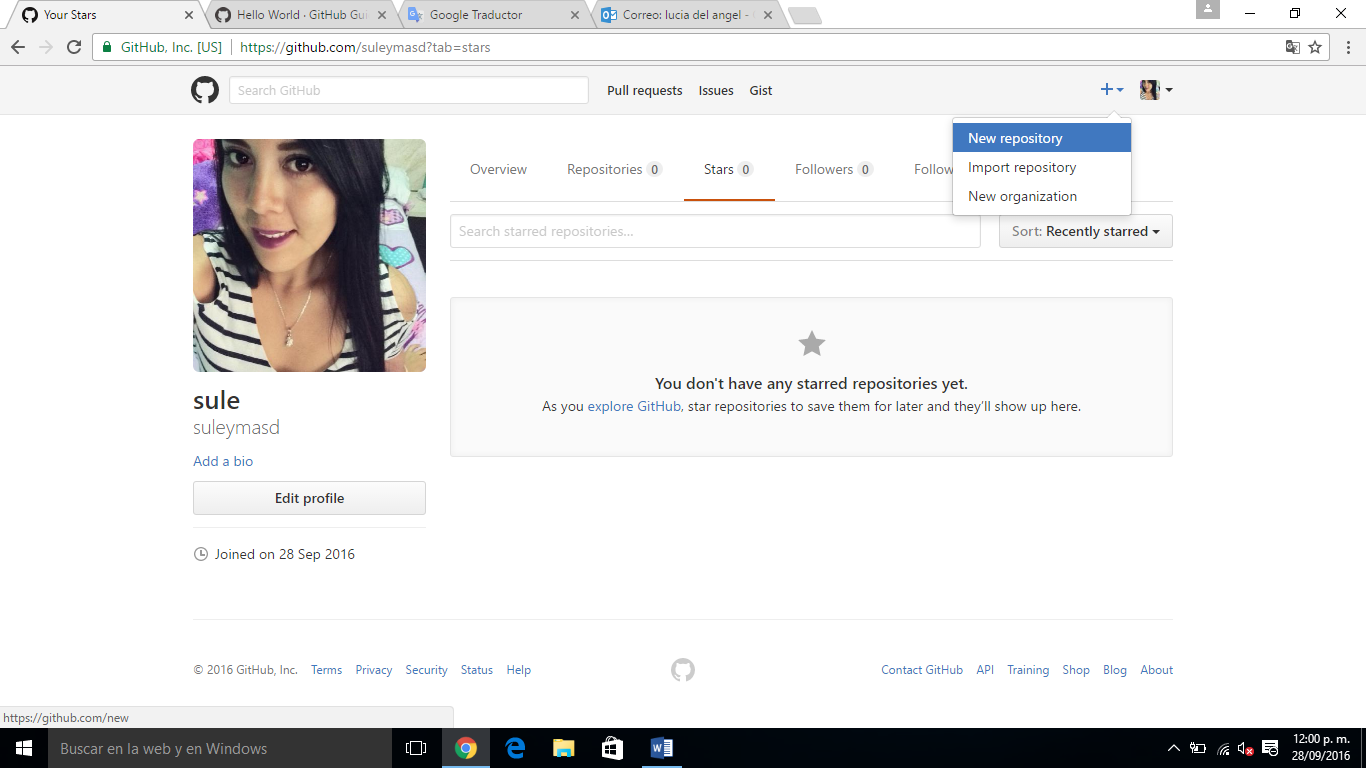 Your Stars
Hello World · GitHub Gui
Google Traductor
Correo: lucia del angel -
GitHub, Inc. [US]
https://github.com/suleymasd?tab=stars
Search GitHub
Pull requests
Issues
Gist
New repository
Import repository
New organization
Overview
Repositories 0
Stars 0
Followers 0
Follow
Search starred repositories...
Sort: Recently starred
You don't have any starred repositories yet.
As you explore GitHub, star repositories to save them for later and they'll show up here.
sule
suleymasd
Add a bio
Edit profile
Joined on 28 Sep 2016
© 2016 GitHub, Inc. Terms Privacy Security Status Help
Contact GitHub API Training Shop Blog About
https://github.com/new
Buscar en la web y en Windows
12:00 p. m.
28/09/2016